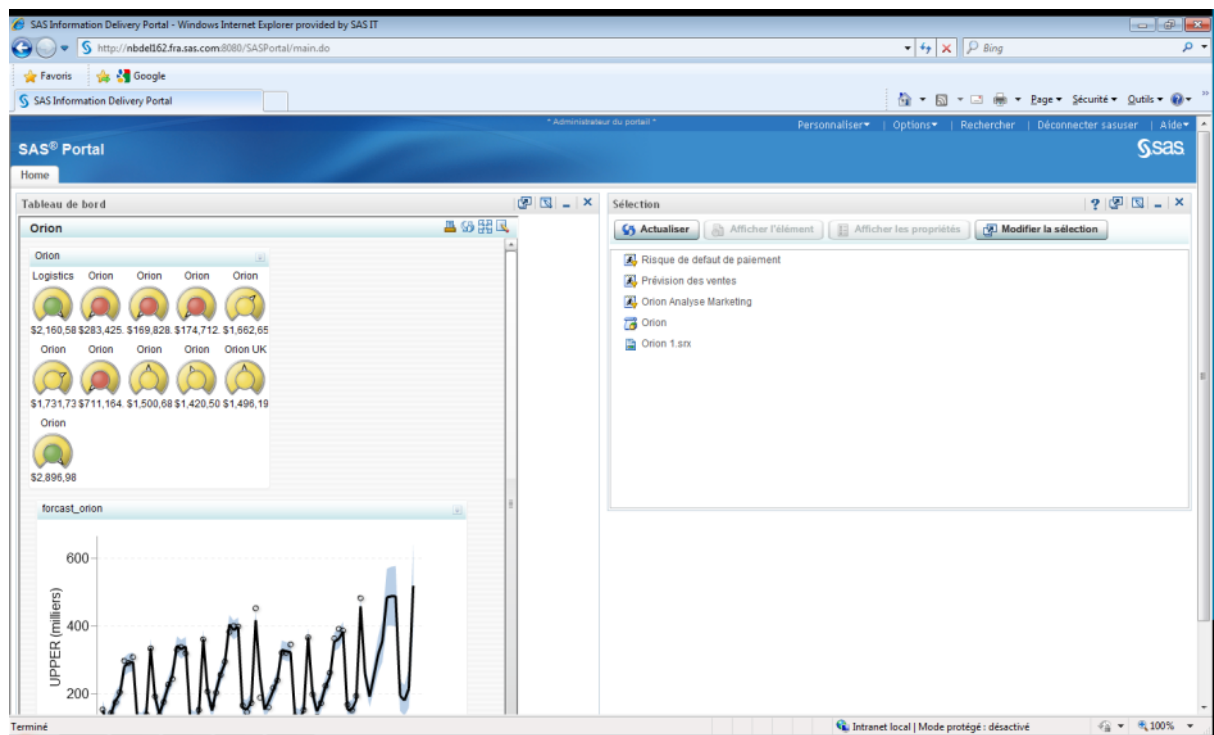 SAS Information Delivery Portal - Windows Internet Explorer provided by SAS IT
http://nbdel162.fra.sas.com:8080/SASPortal/main.do
Bing
Favoris Google
SAS Information Delivery Portal
Page Sécurité Outils
* Administrateur du portail *
Personnaliser | Options | Rechercher | Déconnecter sasuser | Aide
SAS® Portal
sas
Home
Tableau de bord
Orion
Orion
Logistics Orion Orion Orion Orion
$2,160,58 $283,425. $169,828. $174,712. $1,662,65
Orion Orion Orion Orion Orion UK
$1,731,73 $711,164. $1,500,68 $1,420,50 $1,496,19
Orion
$2,896,98
forcast_orion
600
400
200
UPPER (milliers)
Sélection
Actualiser Afficher l'élément Afficher les propriétés Modifier la sélection
Risque de defaut de paiement
Prévision des ventes
Orion Analyse Marketing
Orion
Orion 1.srx
Terminé
Intranet local | Mode protégé : désactivé
100%